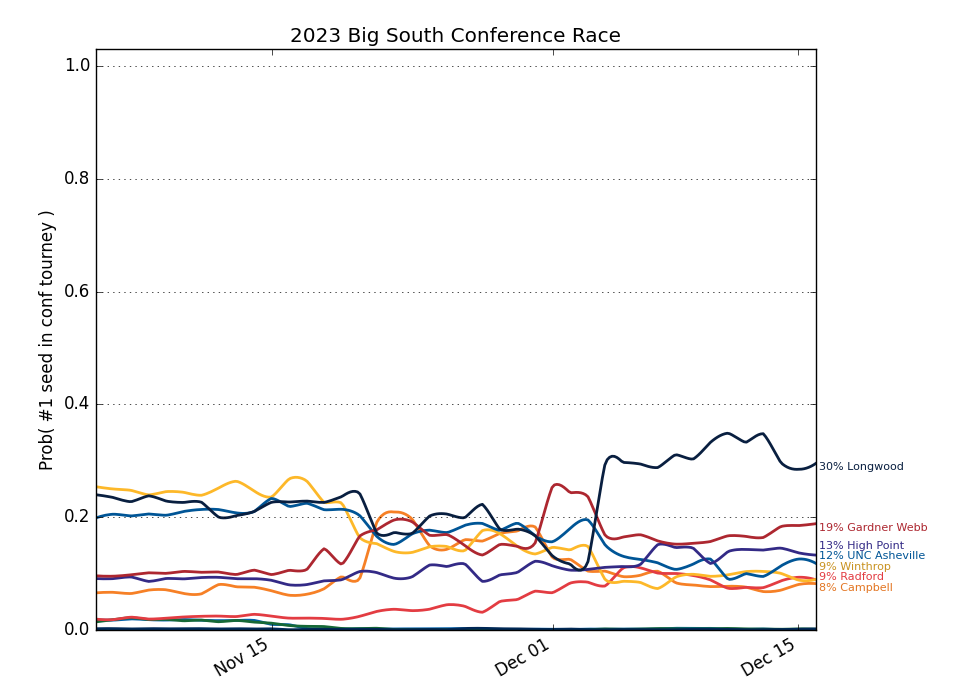 2023 Big South Conference Race
Prob( #1 seed in conf tourney )
1.0
0.8
0.6
0.4
0.2
0.0
Nov 15
Dec 01
Dec 15
30% Longwood
19% Gardner Webb
13% High Point
12% UNC Asheville
9% Winthrop
9% Radford
8% Campbell